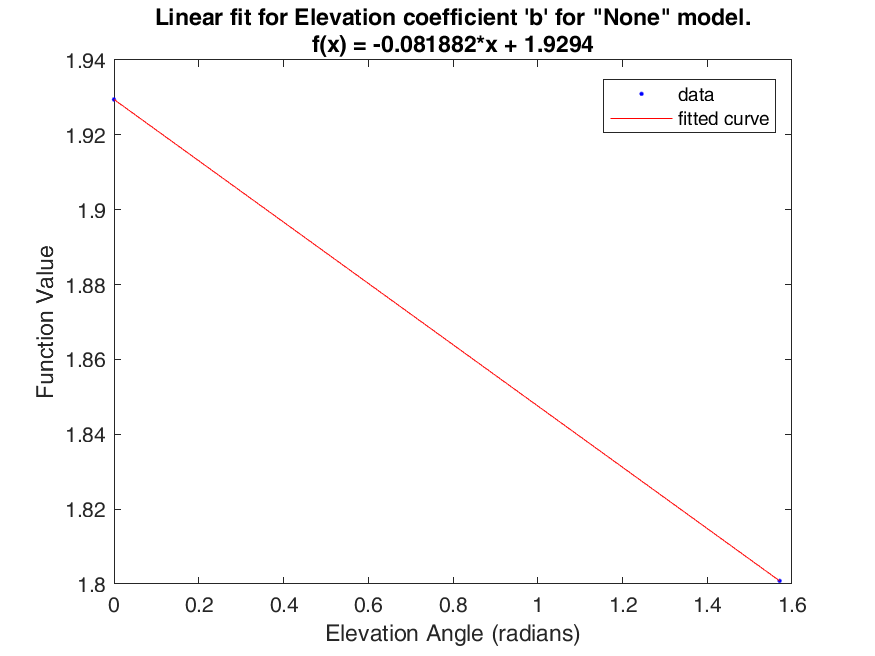 Linear fit for Elevation coefficient 'b' for "None" model.
f(x) = -0.081882*x + 1.9294
1.94
1.92
1.9
1.88
1.86
1.84
1.82
1.8
Function Value
data
fitted curve
0
0.2
0.4
0.6
0.8
1
1.2
1.4
1.6
Elevation Angle (radians)